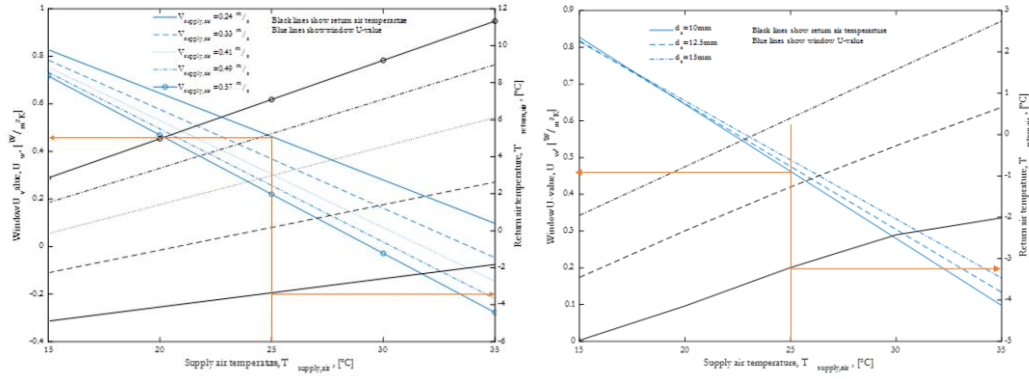 V supply,air =0.24 m/s
V supply,air =0.33 m/s
V supply,air =0.41 m/s
V supply,air =0.49 m/s
V supply,air =0.57 m/s
Black lines show return air temperature
Blue lines show window U-value
1
0.8
0.6
0.4
0.2
0
-0.2
-0.4
12
10
8
6
4
2
0
-2
-4
-6
15
20
25
30
35
Window U-value, U w, [W/m²K]
Return air temperature, T return,air, [°C]
Supply air temperature, T supply,air, [°C]
d =10mm
d =12.5mm
d =15mm
Black lines show return air temperature
Blue lines show window U-value
0.9
0.8
0.7
0.6
0.5
0.4
0.3
0.2
0.1
0
3
2
1
0
-1
-2
-3
-4
-5
15
20
25
30
35
Window U-value, U w, [W/m²K]
Return air temperature, T return,air, [°C]
Supply air temperature, T supply,air, [°C]